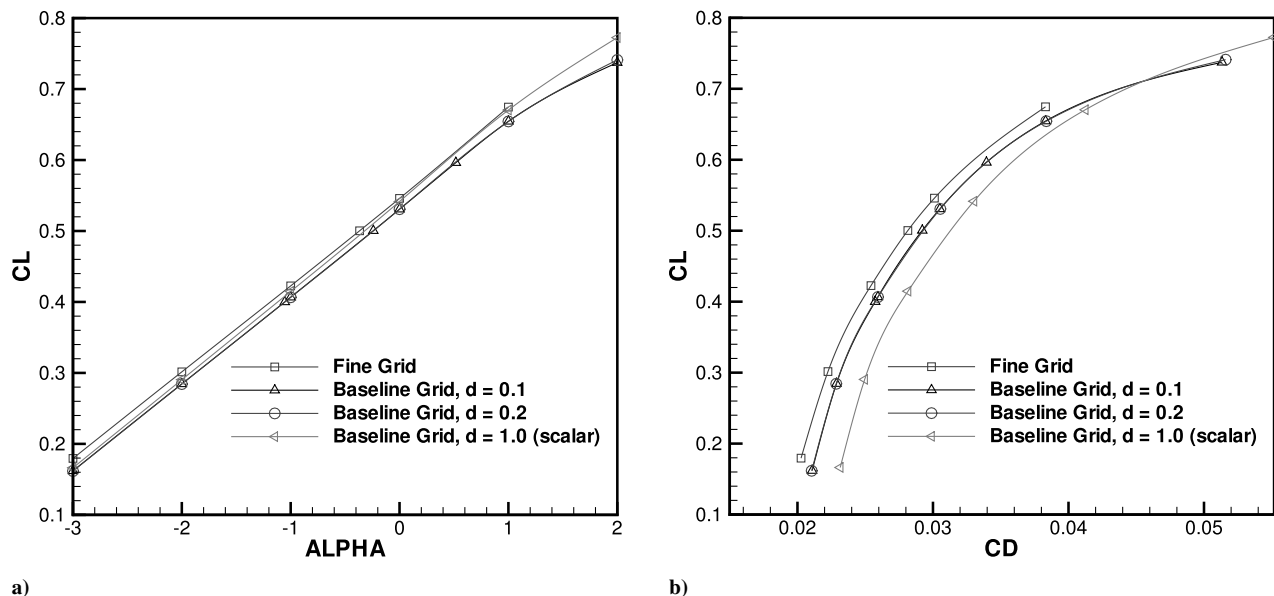 0.8
0.7
0.6
0.5
0.4
0.3
0.2
0.1
CL
-3 -2 -1 0 1 2
ALPHA
Fine Grid
Baseline Grid, d = 0.1
Baseline Grid, d = 0.2
Baseline Grid, d = 1.0 (scalar)
a)
0.8
0.7
0.6
0.5
0.4
0.3
0.2
0.1
CL
0.02 0.03 0.04 0.05
CD
Fine Grid
Baseline Grid, d = 0.1
Baseline Grid, d = 0.2
Baseline Grid, d = 1.0 (scalar)
b)